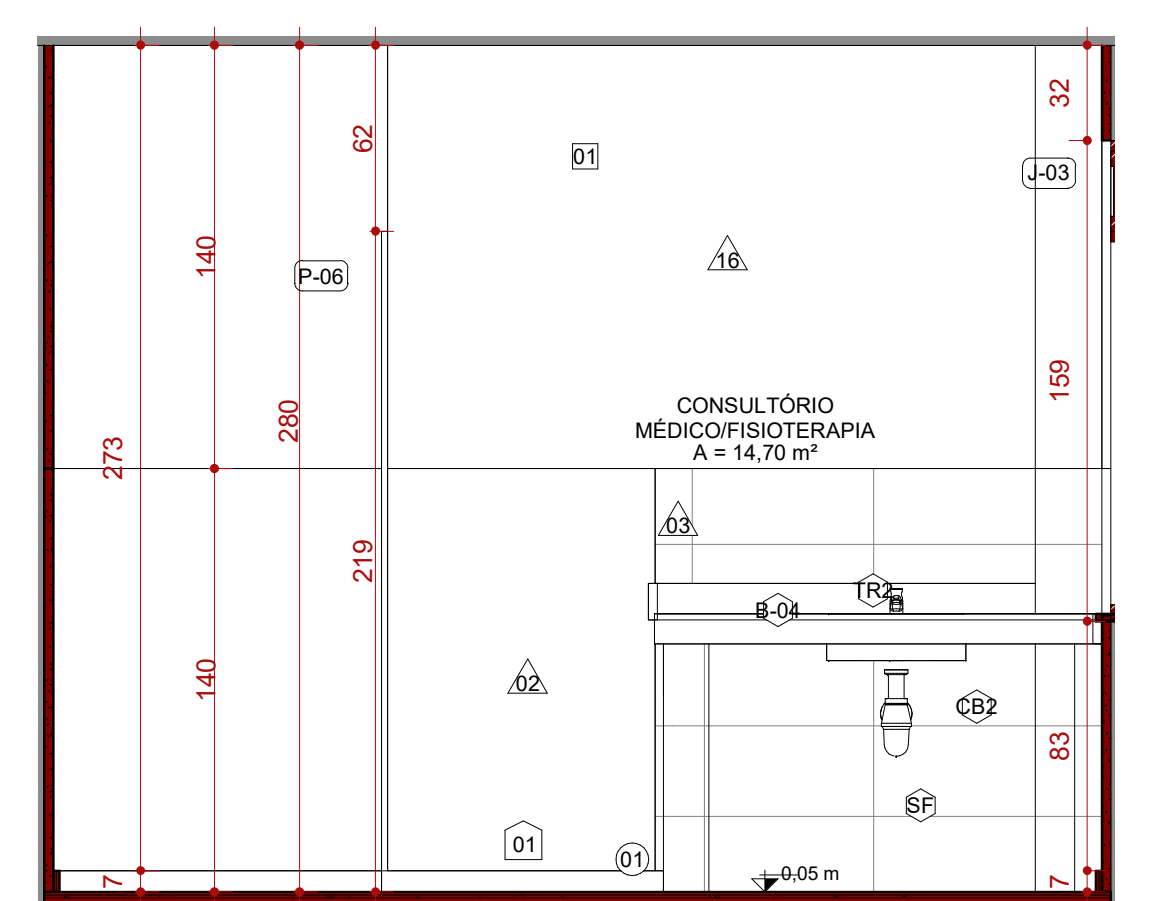 32
62
01
J-03
140
16
P-06
159
CONSULTÓRIO
MÉDICO/FISIOTERAPIA
A = 14,70 m²
280
273
03
219
TR2
B-04
140
02
CB2
83
SF
01
01
7
0,05 m
7